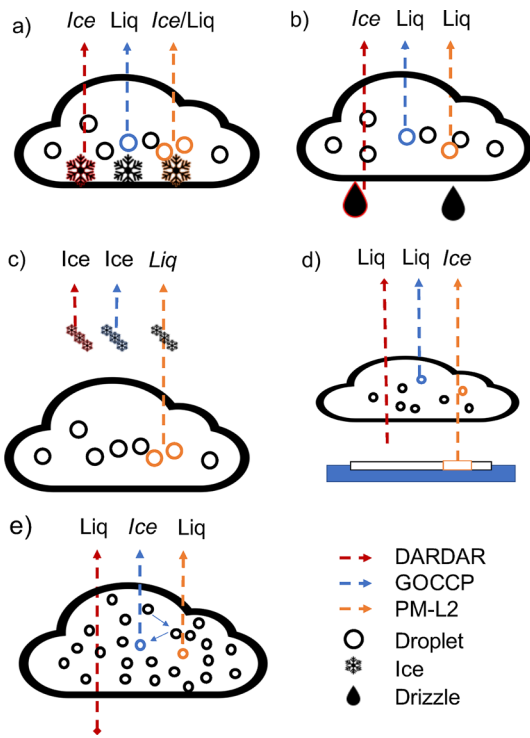 a) Ice Liq Ice/Liq
b) Ice Liq Liq
c) Ice Ice Liq
d) Liq Liq Ice
e) Liq Ice Liq
DARDAR
GOCCP
PM-L2
Droplet
Ice
Drizzle